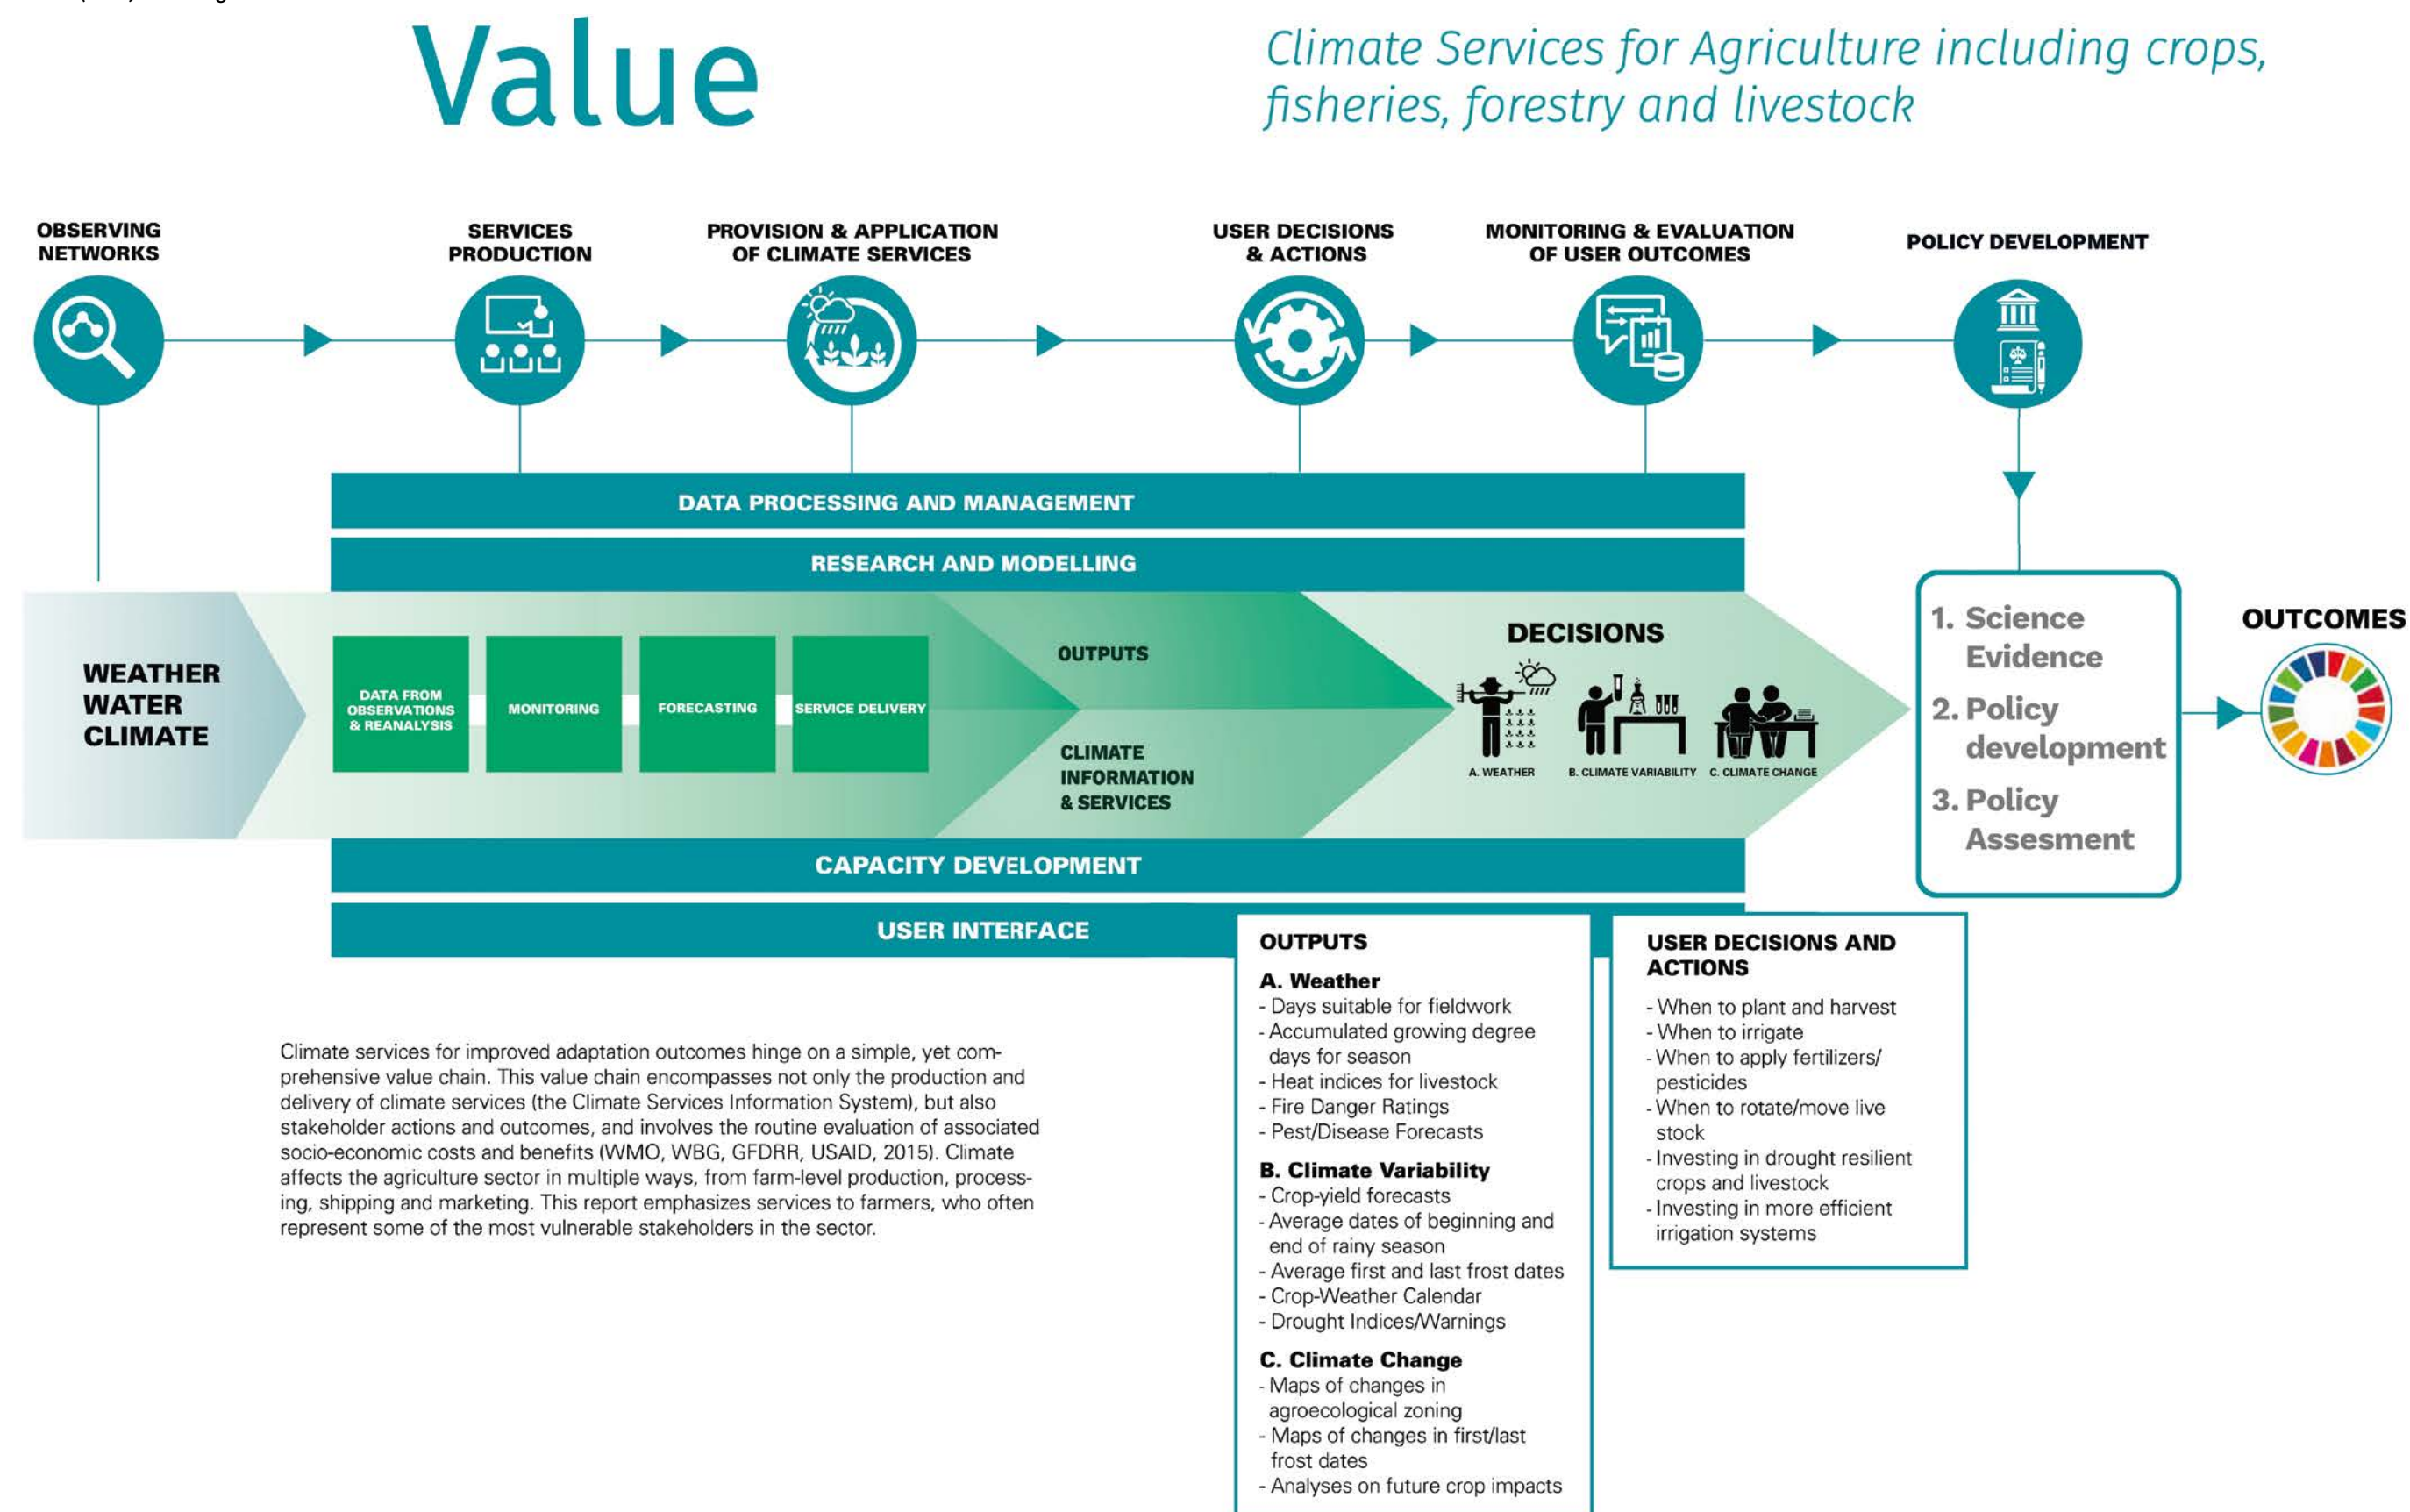 Value
Climate Services for Agriculture including crops,
fisheries, forestry and livestock
OBSERVING
NETWORKS
SERVICES
PRODUCTION
PROVISION & APPLICATION
OF CLIMATE SERVICES
USER DECISIONS
& ACTIONS
MONITORING & EVALUATION
OF USER OUTCOMES
POLICY DEVELOPMENT
DATA PROCESSING AND MANAGEMENT
RESEARCH AND MODELLING
WEATHER
WATER
CLIMATE
DATA FROM
OBSERVATIONS
& REANALYSIS
MONITORING
FORECASTING
SERVICE DELIVERY
OUTPUTS
CLIMATE
INFORMATION
& SERVICES
DECISIONS
A. WEATHER
B. CLIMATE VARIABILITY
C. CLIMATE CHANGE
1. Science
Evidence
2. Policy
development
3. Policy
Assesment
OUTCOMES
CAPACITY DEVELOPMENT
USER INTERFACE
Climate services for improved adaptation outcomes hinge on a simple, yet com-
prehensive value chain. This value chain encompasses not only the production and
delivery of climate services (the Climate Services Information System), but also
stakeholder actions and outcomes, and involves the routine evaluation of associated
socio-economic costs and benefits (WMO, WBG, GFDRR, USAID, 2015). Climate
affects the agriculture sector in multiple ways, from farm-level production, process-
ing, shipping and marketing. This report emphasizes services to farmers, who often
represent some of the most vulnerable stakeholders in the sector.
OUTPUTS
A. Weather
- Days suitable for fieldwork
- Accumulated growing degree
days for season
- Heat indices for livestock
- Fire Danger Ratings
- Pest/Disease Forecasts
B. Climate Variability
- Crop-yield forecasts
- Average dates of beginning and
end of rainy season
- Average first and last frost dates
- Crop-Weather Calendar
- Drought Indices/Warnings
C. Climate Change
- Maps of changes in
agroecological zoning
- Maps of changes in first/last
frost dates
- Analyses on future crop impacts
USER DECISIONS AND
ACTIONS
- When to plant and harvest
- When to irrigate
- When to apply fertilizers/
pesticides
- When to rotate/move live
stock
- Investing in drought resilient
crops and livestock
- Investing in more efficient
irrigation systems